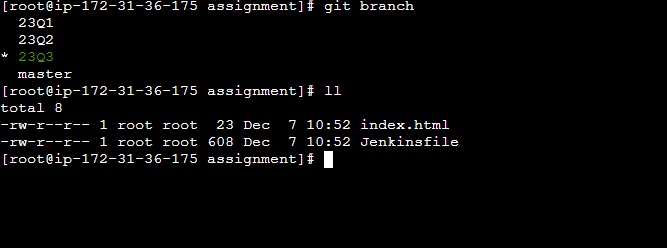 [root@ip-172-31-36-175 assignment]# git branch
  23Q1
  23Q2
* 23Q3
  master
[root@ip-172-31-36-175 assignment]# ll
total 8
-rw-r--r-- 1 root root  23 Dec  7 10:52 index.html
-rw-r--r-- 1 root root 608 Dec  7 10:52 Jenkinsfile
[root@ip-172-31-36-175 assignment]#